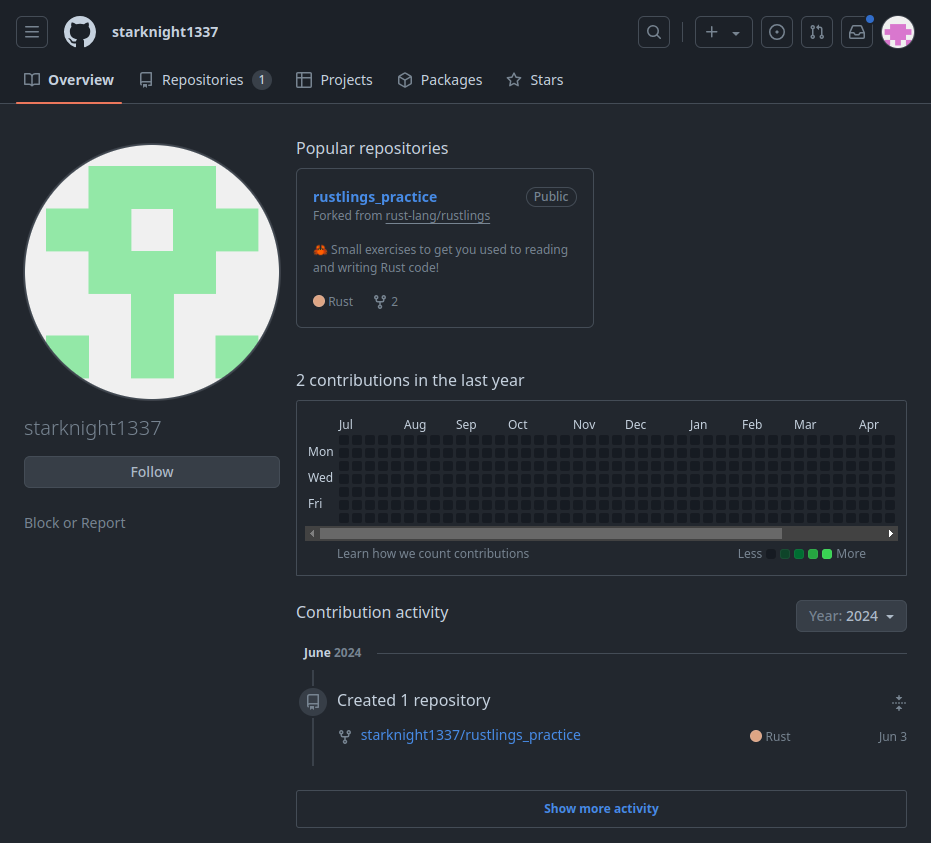 starknight1337
Overview Repositories 1 Projects Packages Stars
Popular repositories
rustlings_practice Public
Forked from rust-lang/rustlings
🦀 Small exercises to get you used to reading
and writing Rust code!
Rust 2
2 contributions in the last year
Jul Aug Sep Oct Nov Dec Jan Feb Mar Apr
Mon
Wed
Fri
Learn how we count contributions Less More
starknight1337
Follow
Block or Report
Contribution activity Year: 2024
June 2024
Created 1 repository
starknight1337/rustlings_practice Rust Jun 3
Show more activity